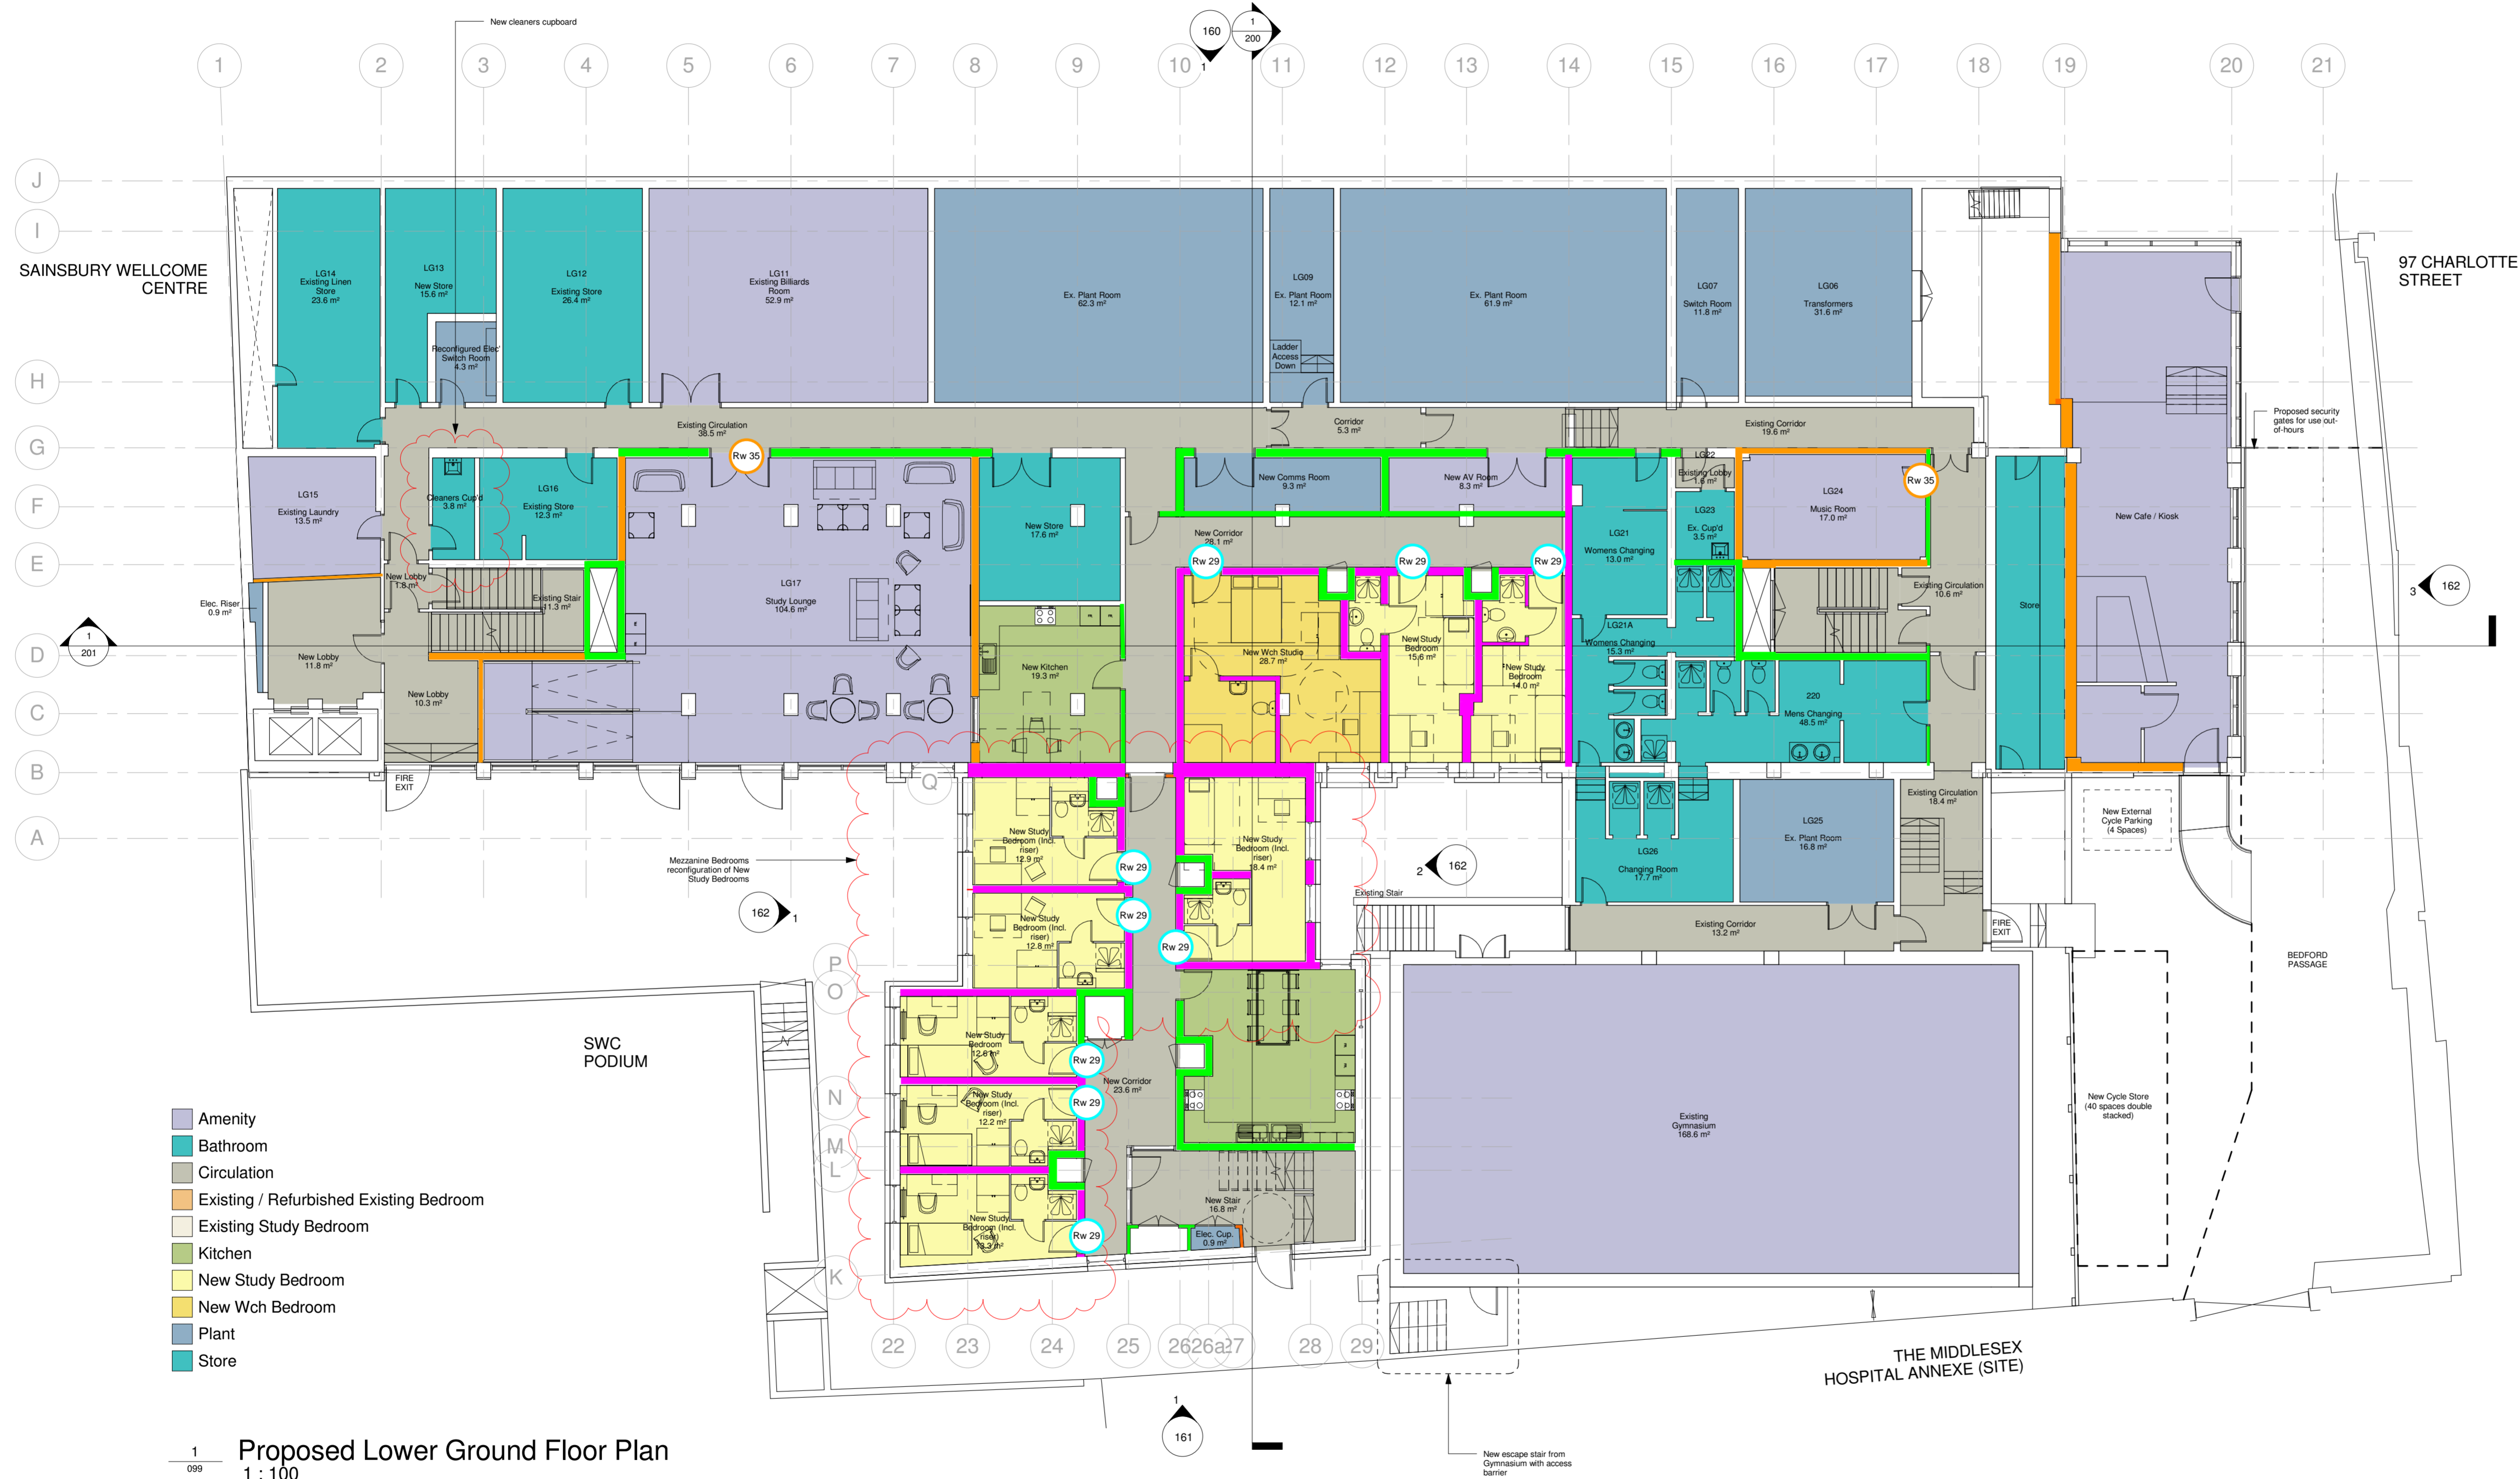 New cleaners cupboard
160
1
1
200
1
2
3
4
5
6
7
8
9
10
11
12
13
14
15
16
17
18
19
20
21
J
I
H
G
F
E
D
C
B
A
SAINSBURY WELLCOME
CENTRE
97 CHARLOTTE
STREET
LG14
Existing Linen
Store
23.6 m²
LG13
New Store
15.6 m²
Reconfigured Elec'
Switch Room
4.3 m²
LG12
Existing Store
26.4 m²
LG11
Existing Billiards
Room
52.9 m²
Ex. Plant Room
62.3 m²
LG09
Ex. Plant Room
12.1 m²
Ladder
Access
Down
Ex. Plant Room
61.9 m²
LG07
Switch Room
11.8 m²
LG06
Transformers
31.6 m²
Existing Circulation
38.5 m²
Corridor
5.3 m²
Existing Corridor
19.6 m²
Proposed security
gates for use out-
of-hours
LG15
Existing Laundry
13.5 m²
Cleaners Cup'd
3.8 m²
LG16
Existing Store
12.3 m²
Rw 35
New Store
17.6 m²
New Comms Room
9.3 m²
New AV Room
8.3 m²
LG22
Existing Lobby
1.6 m²
LG23
Ex. Cup'd
3.5 m²
LG24
Music Room
17.0 m²
Rw 35
New Cafe / Kiosk
New Corridor
28.1 m²
Rw 29
Rw 29
Rw 29
LG21
Womens Changing
13.0 m²
New Lobby
1.8 m²
Existing Stair
11.3 m²
LG17
Study Lounge
104.6 m²
Elec. Riser
0.9 m²
Existing Circulation
10.6 m²
Store
3
162
1
201
New Lobby
11.8 m²
New Lobby
10.3 m²
New Kitchen
19.3 m²
New Wch Studio
28.7 m²
New Study
Bedroom
15.6 m²
New Study
Bedroom
14.0 m²
LG21A
Womens Changing
15.3 m²
220
Mens Changing
48.5 m²
FIRE
EXIT
Q
New Study
Bedroom (Incl.
riser)
12.9 m²
Rw 29
New Study
Bedroom (Incl.
riser)
18.4 m²
Mezzanine Bedrooms
reconfiguration of New
Study Bedrooms
162
1
2
162
Existing Stair
LG26
Changing Room
17.7 m²
LG25
Ex. Plant Room
16.8 m²
Existing Circulation
18.4 m²
New External
Cycle Parking
(4 Spaces)
New Study
Bedroom (Incl.
riser)
12.8 m²
Rw 29
Rw 29
Existing Corridor
13.2 m²
FIRE
EXIT
BEDFORD
PASSAGE
P
O
N
M
L
K
SWC
PODIUM
New Study
Bedroom
12.6 m²
Rw 29
New Corridor
23.6 m²
New Study
Bedroom (Incl.
riser)
12.2 m²
Rw 29
New Study
Bedroom (Incl.
riser)
13.3 m²
Rw 29
New Stair
16.8 m²
Elec. Cup.
0.9 m²
Existing
Gymnasium
168.6 m²
New Cycle Store
(40 spaces double
stacked)
Amenity
Bathroom
Circulation
Existing / Refurbished Existing Bedroom
Existing Study Bedroom
Kitchen
New Study Bedroom
New Wch Bedroom
Plant
Store
22
23
24
25
26
26a
27
28
29
THE MIDDLESEX
HOSPITAL ANNEXE (SITE)
1
161
New escape stair from
Gymnasium with access
barrier
1
099
Proposed Lower Ground Floor Plan
1 : 100